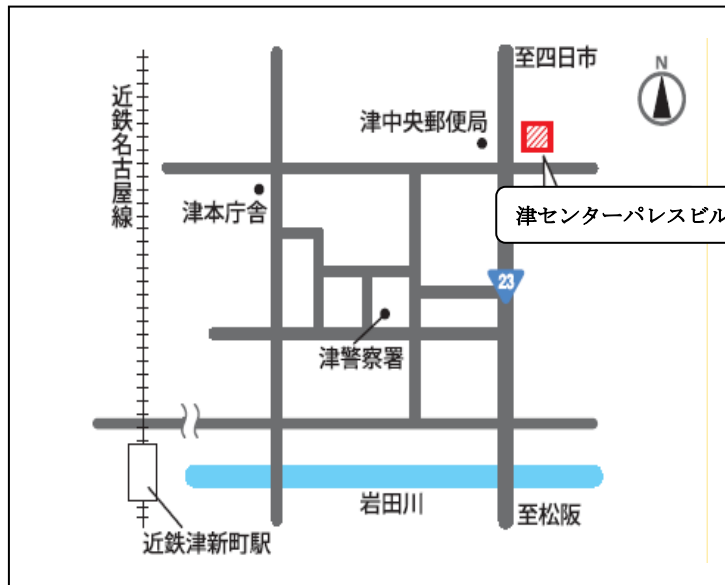 至四日市
N
近鉄名古屋線
津中央郵便局
津本庁舎
津センターパレスビル
23
津警察署
岩田川
至松阪
近鉄津新町駅